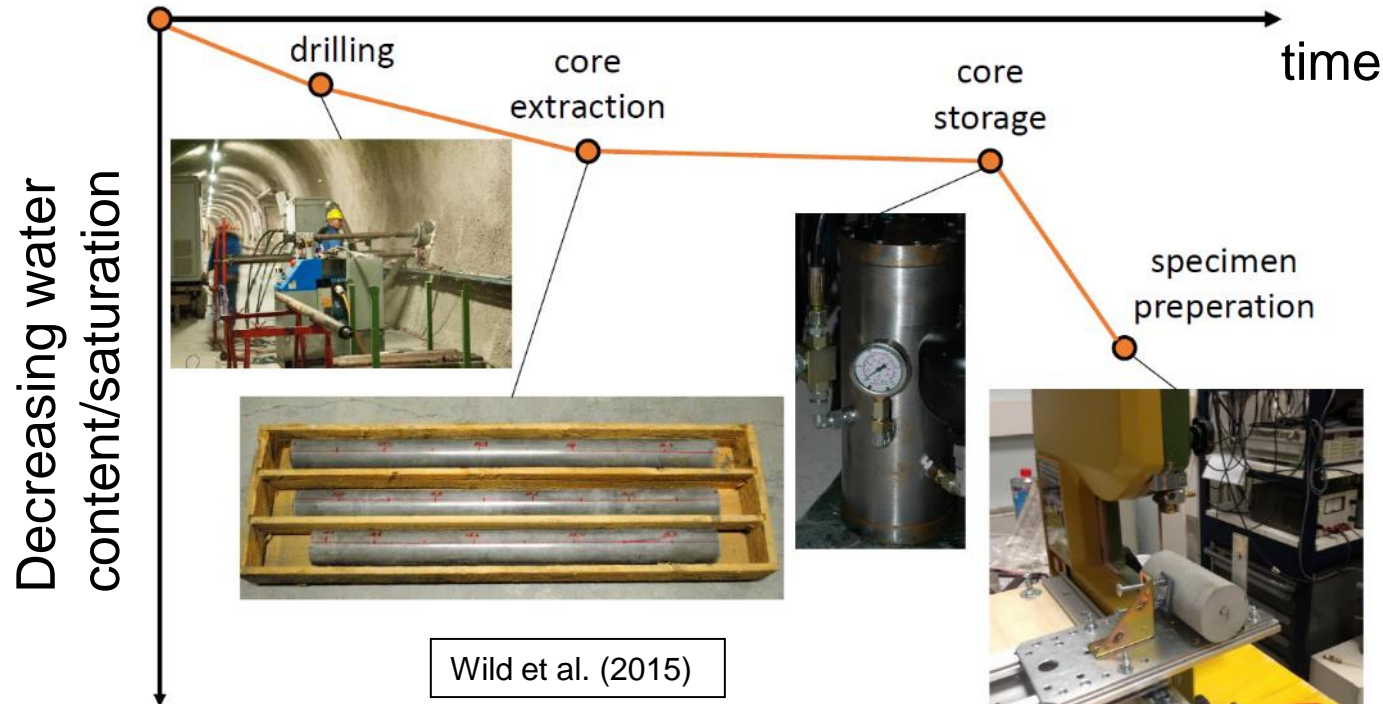 time
drilling
core
extraction
core
storage
specimen
preperation
Decreasing water
content/saturation
Wild et al. (2015)